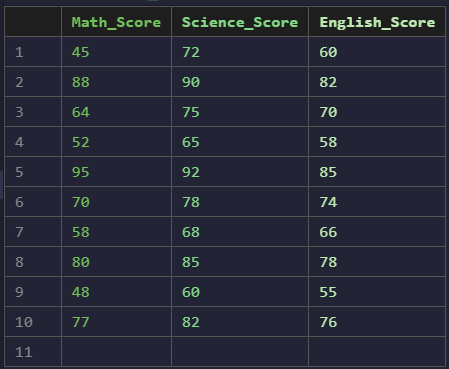 Math_Score Science_Score English_Score
1 45 72 60
2 88 90 82
3 64 75 70
4 52 65 58
5 95 92 85
6 70 78 74
7 58 68 66
8 80 85 78
9 48 60 55
10 77 82 76
11